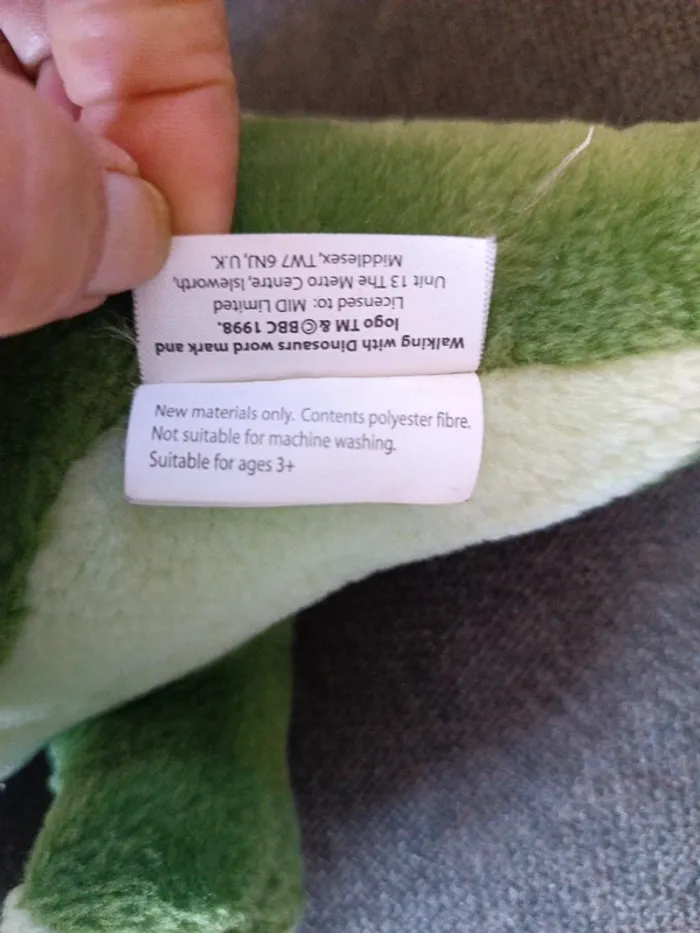 Walking with Dinosaurs word mark and
logo TM & ©BBC 1998.
Licensed to: MID Limited
Unit 13 The Metro Centre, Isleworth,
Middlesex, TW7 6NJ, U.K.
New materials only. Contents polyester fibre.
Not suitable for machine washing.
Suitable for ages 3+